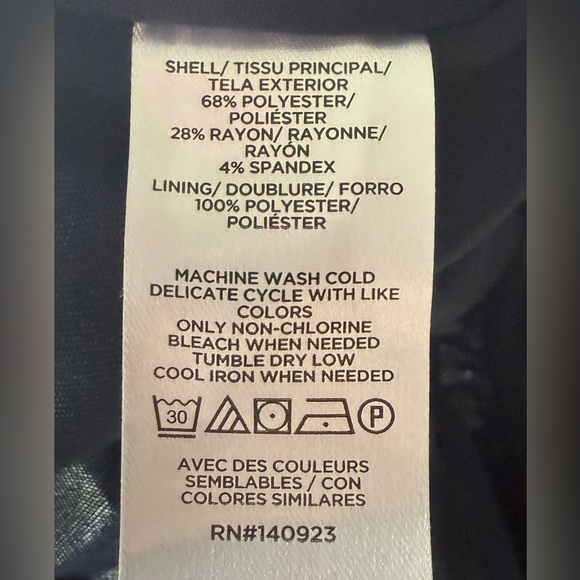 SHELL/ TISSU PRINCIPAL/
TELA EXTERIOR
68% POLYESTER/
POLIÉSTER
28% RAYON/ RAYONNE/
RAYÓN
4% SPANDEX
LINING/ DOUBLURE/ FORRO
100% POLYESTER/
POLIÉSTER
MACHINE WASH COLD
DELICATE CYCLE WITH LIKE
COLORS
ONLY NON-CHLORINE
BLEACH WHEN NEEDED
TUMBLE DRY LOW
COOL IRON WHEN NEEDED
30 P
AVEC DES COULEURS
SEMBLABLES / CON
COLORES SIMILARES
RN#140923